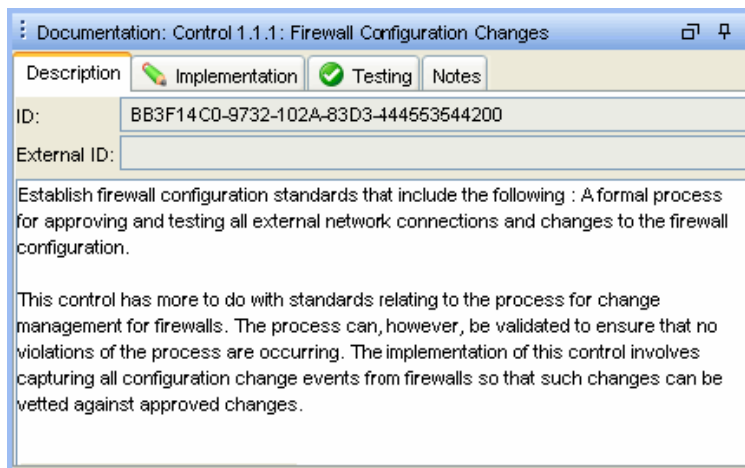 Documentation: Control 1.1.1: Firewall Configuration Changes
Description Implementation Testing Notes
ID: BB3F14C0-9732-102A-83D3-444553544200
External ID:
Establish firewall configuration standards that include the following : A formal process
for approving and testing all external network connections and changes to the firewall
configuration.
This control has more to do with standards relating to the process for change
management for firewalls. The process can, however, be validated to ensure that no
violations of the process are occurring. The implementation of this control involves
capturing all configuration change events from firewalls so that such changes can be
vetted against approved changes.